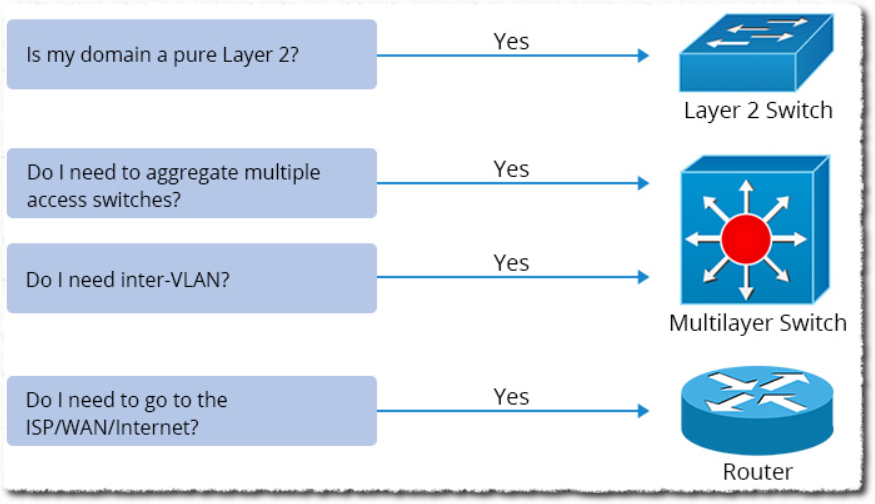 Is my domain a pure Layer 2?
Yes
Layer 2 Switch
Do I need to aggregate multiple
access switches?
Yes
Do I need inter-VLAN?
Yes
Multilayer Switch
Do I need to go to the
ISP/WAN/Internet?
Yes
Router